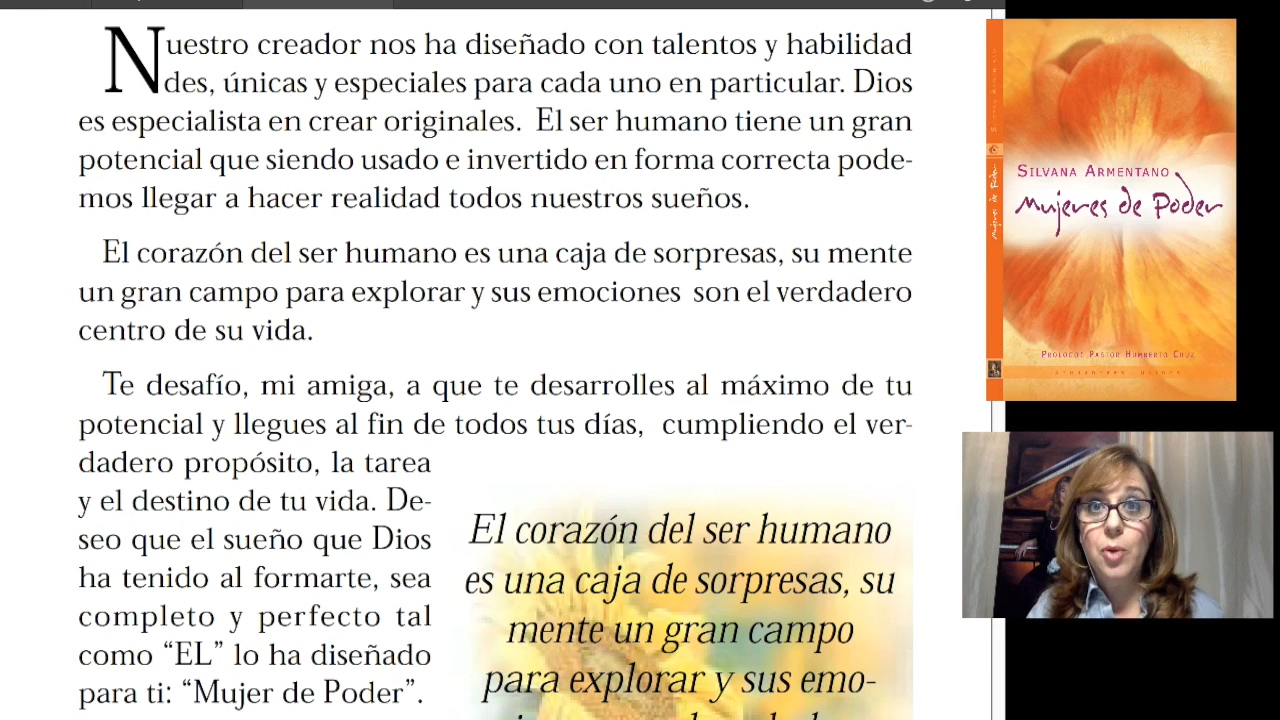 Nuestro creador nos ha diseñado con talentos y habilidad
des, únicas y especiales para cada uno en particular. Dios
es especialista en crear originales. El ser humano tiene un gran
potencial que siendo usado e invertido en forma correcta pode-
mos llegar a hacer realidad todos nuestros sueños.
El corazón del ser humano es una caja de sorpresas, su mente
un gran campo para explorar y sus emociones son el verdadero
centro de su vida.
Te desafío, mi amiga, a que te desarrolles al máximo de tu
potencial y llegues al fin de todos tus días, cumpliendo el ver-
dadero propósito, la tarea
y el destino de tu vida. De-
seo que el sueño que Dios
ha tenido al formarte, sea
completo y perfecto tal
como “EL” lo ha diseñado
para ti: “Mujer de Poder”.
El corazón del ser humano
es una caja de sorpresas, su
mente un gran campo
para explorar y sus emo-
Silvana Armentano
Mujeres de Poder
Prologo: Pastor Humberto Cruz
Mujeres de Poder